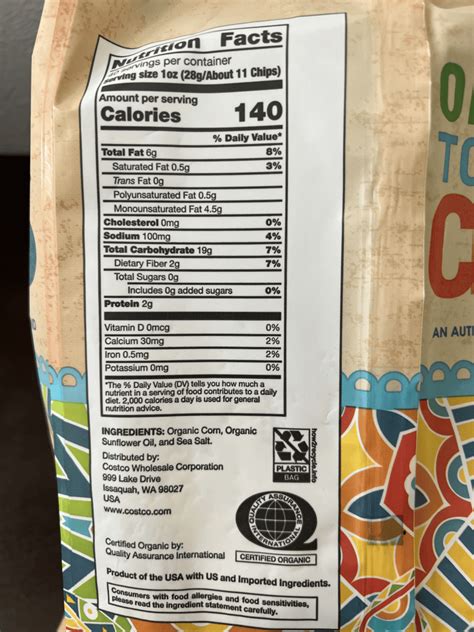 Nutrition Facts
servings per container
serving size 1oz (28g/About 11 Chips)
Amount per serving
Calories 140
% Daily Value*
Total Fat 6g 8%
Saturated Fat 0.5g 3%
Trans Fat 0g
Polyunsaturated Fat 0.5g
Monounsaturated Fat 4.5g
Cholesterol 0mg 0%
Sodium 100mg 4%
Total Carbohydrate 19g 7%
Dietary Fiber 2g 7%
Total Sugars 0g
Includes 0g added sugars 0%
Protein 2g
Vitamin D 0mcg 0%
Calcium 30mg 2%
Iron 0.5mg 2%
Potassium 0mg 0%
*The % Daily Value (DV) tells you how much a
nutrient in a serving of food contributes to a daily
diet. 2,000 calories a day is used for general
nutrition advice.
INGREDIENTS: Organic Corn, Organic
Sunflower Oil, and Sea Salt.
Distributed by:
Costco Wholesale Corporation
999 Lake Drive
Issaquah, WA 98027
USA
www.costco.com
PLASTIC
BAG
how2recycle.info
QUALITY ASSURANCE
INTERNATIONAL
CERTIFIED ORGANIC
Certified Organic by:
Quality Assurance International
Product of the USA with US and Imported Ingredients.
Consumers with food allergies and food sensitivities,
please read the ingredient statement carefully.
TO
C
AN AUT